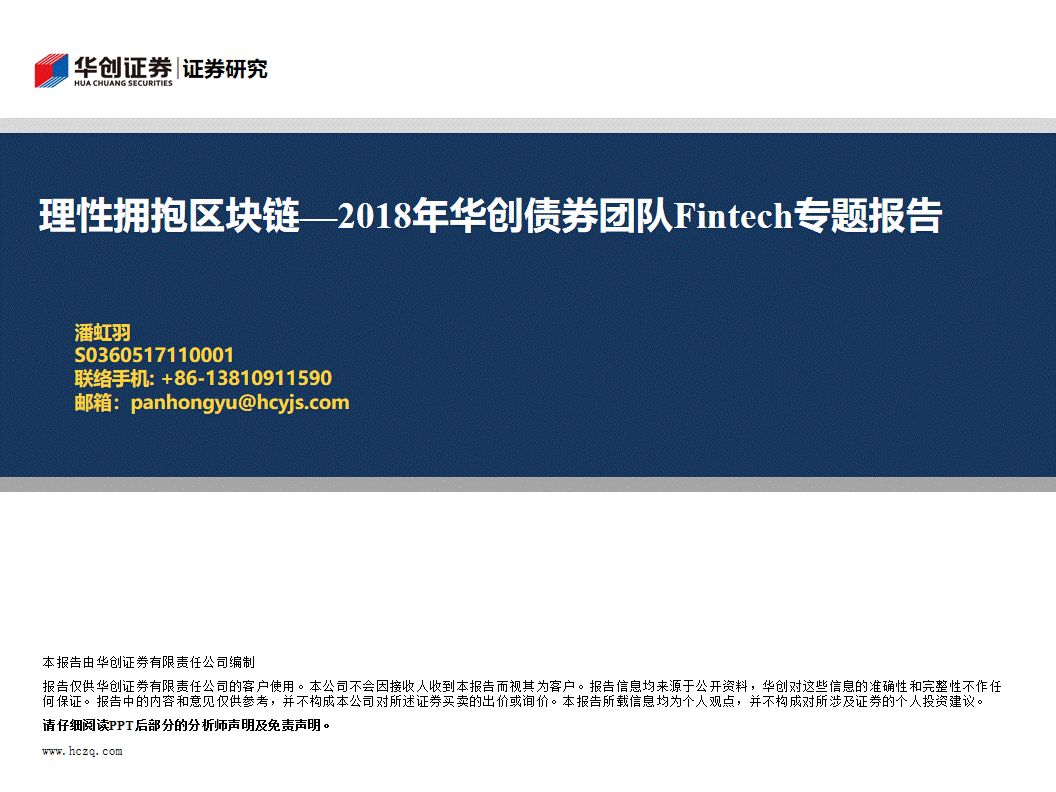 华创证券|证券研究
HUA CHUANG SECURITIES
理性拥抱区块链—2018年华创债券团队Fintech专题报告
潘虹羽
S0360517110001
联络手机: +86-13810911590
邮箱：panhongyu@hcyjs.com
本报告由华创证券有限责任公司编制
报告仅供华创证券有限责任公司的客户使用。本公司不会因接收人收到本报告而视其为客户。报告信息均来源于公开资料，华创对这些信息的准确性和完整性不作任
何保证。报告中的内容和意见仅供参考，并不构成本公司对所述证券买卖的出价或询价。本报告所载信息均为个人观点，并不构成对所涉及证券的个人投资建议。
请仔细阅读PPT后部分的分析师声明及免责声明。
www.hczq.com